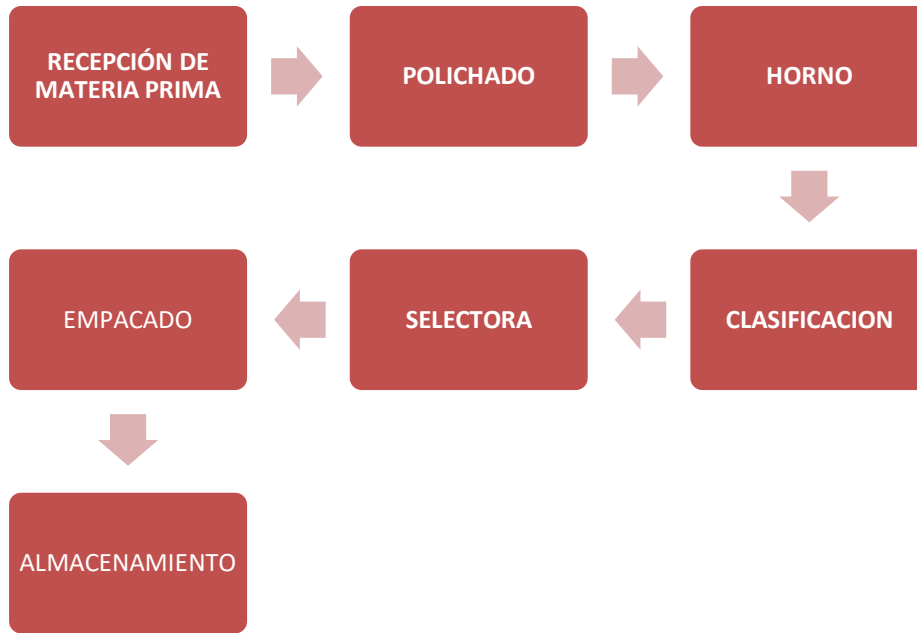 RECEPCIÓN DE
MATERIA PRIMA
POLICHADO
HORNO
CLASIFICACION
SELECTORA
EMPACADO
ALMACENAMIENTO